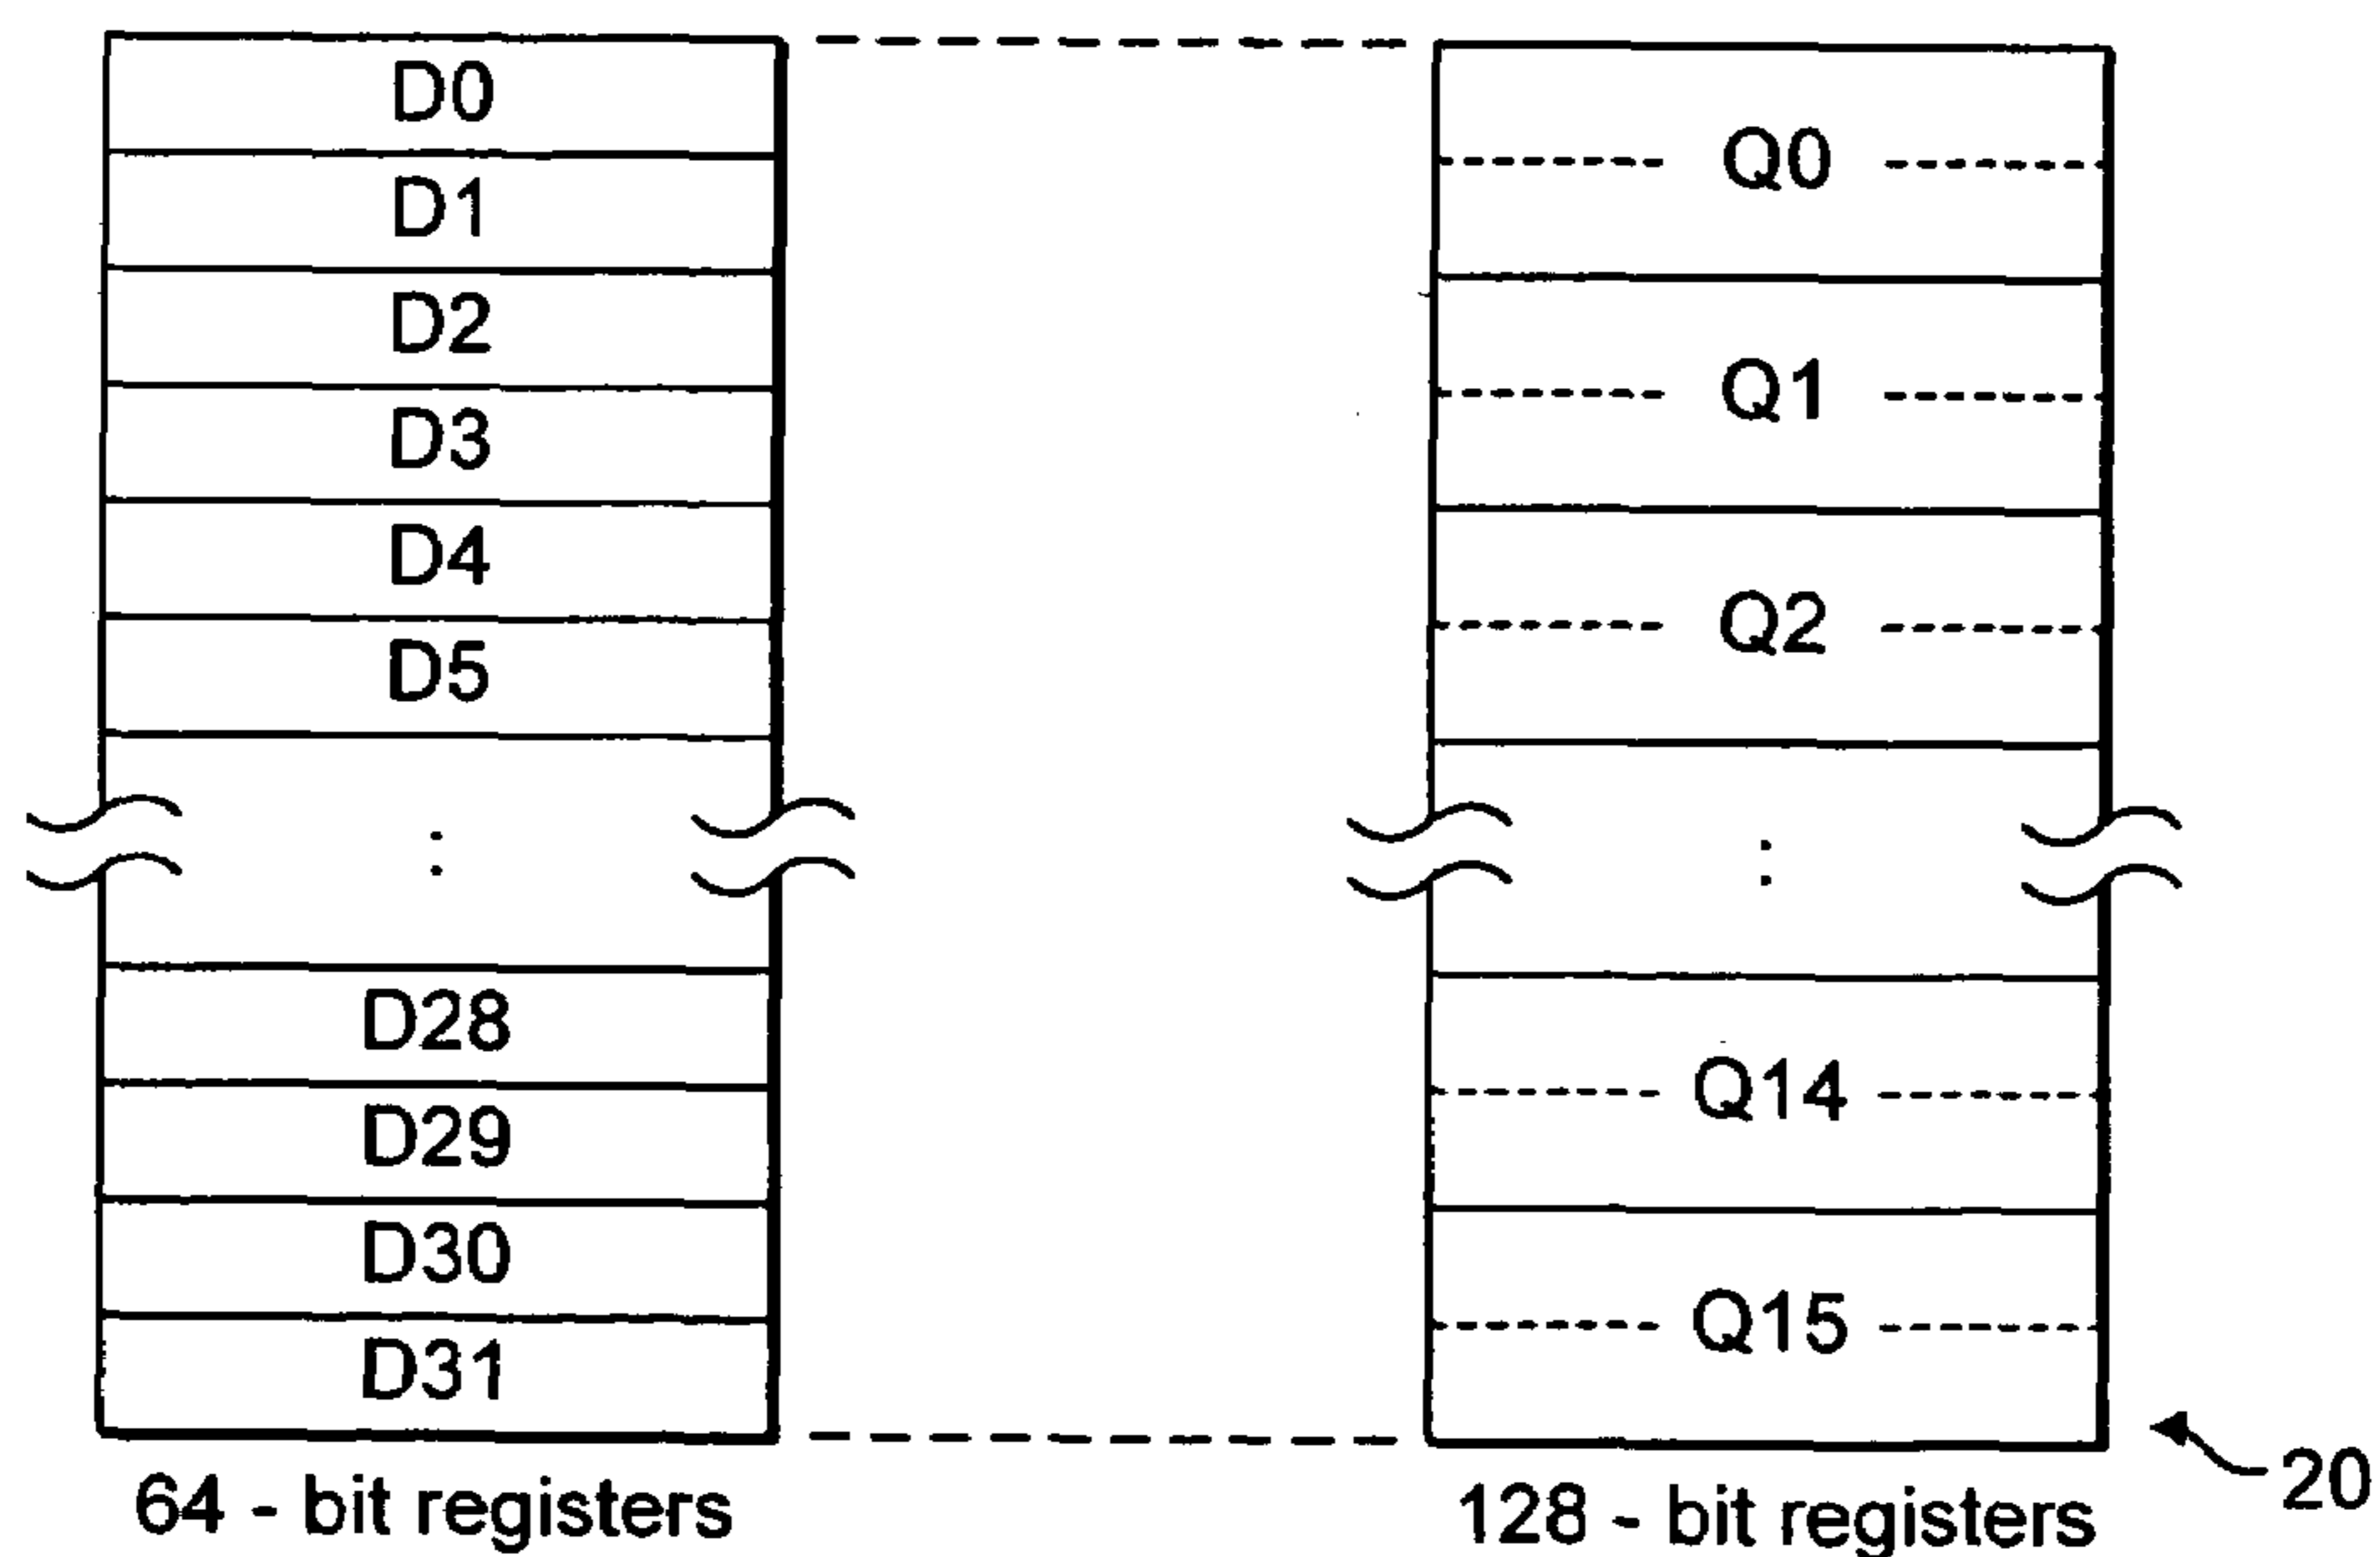 D0
D1
D2
D3
D4
D5
:
D28
D29
D30
D31
64 - bit registers
Q0
Q1
Q2
:
Q14
Q15
128 - bit registers
20